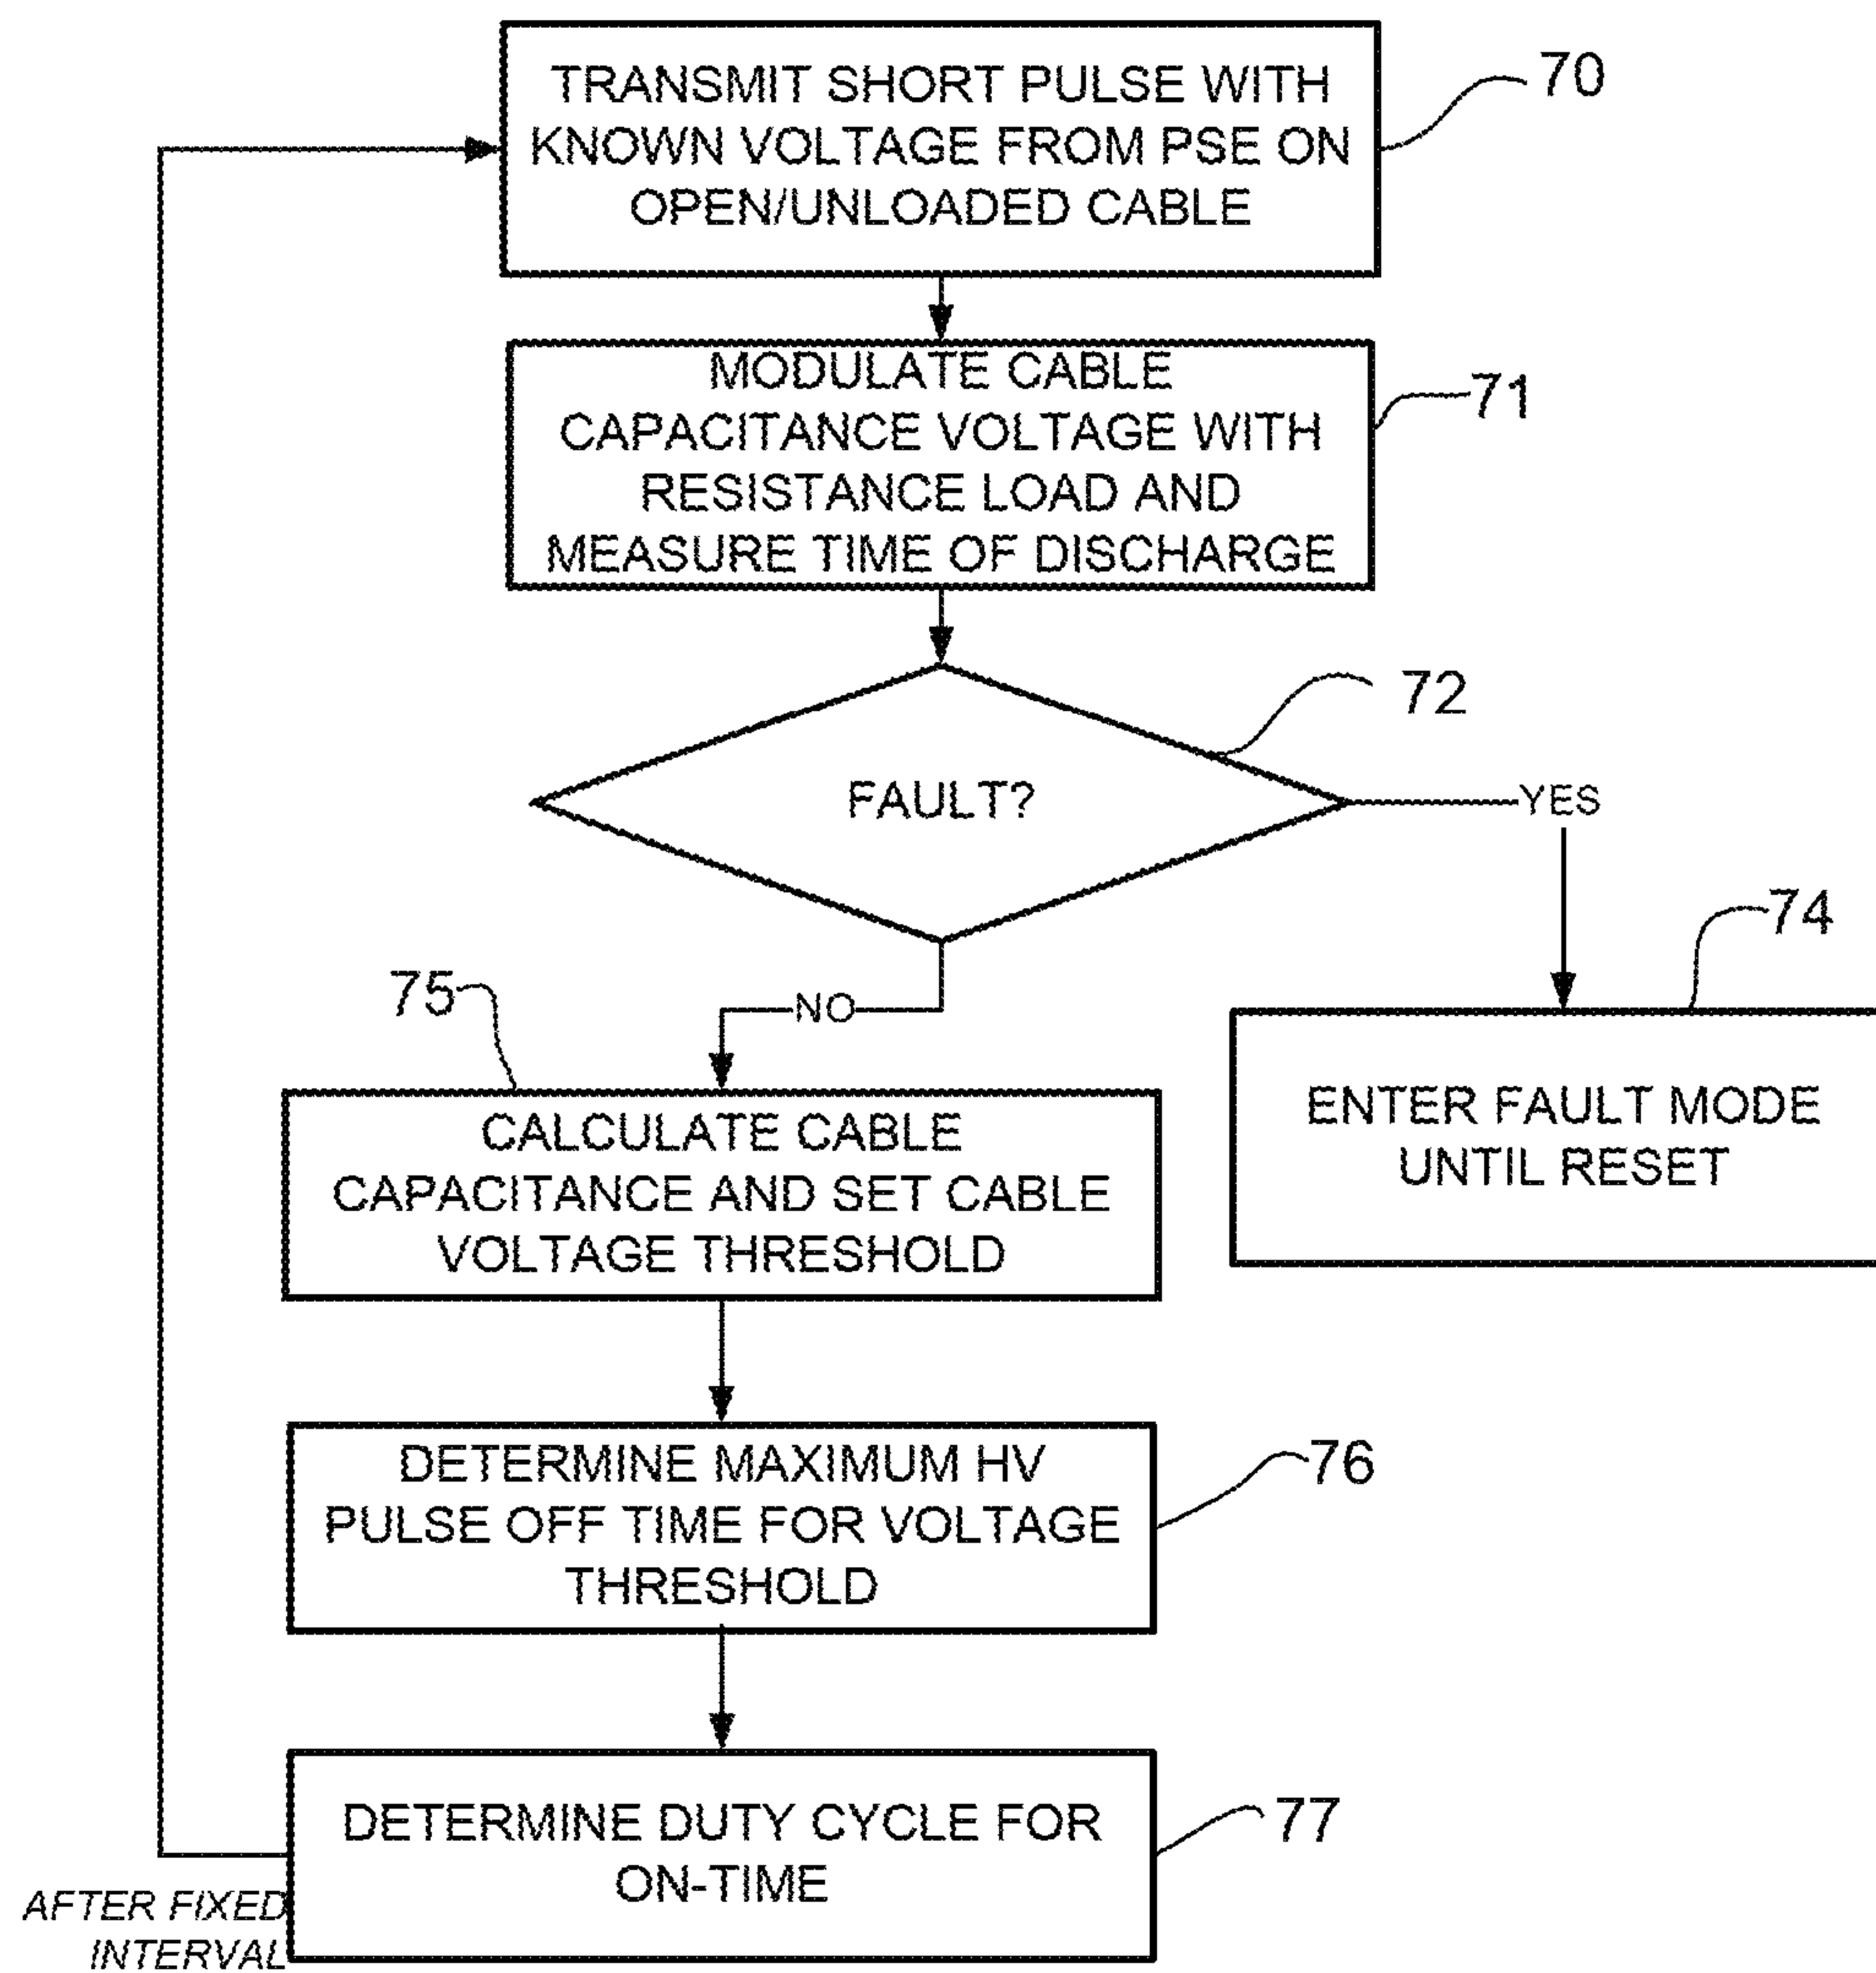 TRANSMIT SHORT PULSE WITH
KNOWN VOLTAGE FROM PSE ON
OPEN/UNLOADED CABLE
70
MODULATE CABLE
CAPACITANCE VOLTAGE WITH
RESISTANCE LOAD AND
MEASURE TIME OF DISCHARGE
71
FAULT?
72
YES
NO
74
ENTER FAULT MODE
UNTIL RESET
75
CALCULATE CABLE
CAPACITANCE AND SET CABLE
VOLTAGE THRESHOLD
DETERMINE MAXIMUM HV
PULSE OFF TIME FOR VOLTAGE
THRESHOLD
76
DETERMINE DUTY CYCLE FOR
ON-TIME
77
AFTER FIXED
INTERVAL